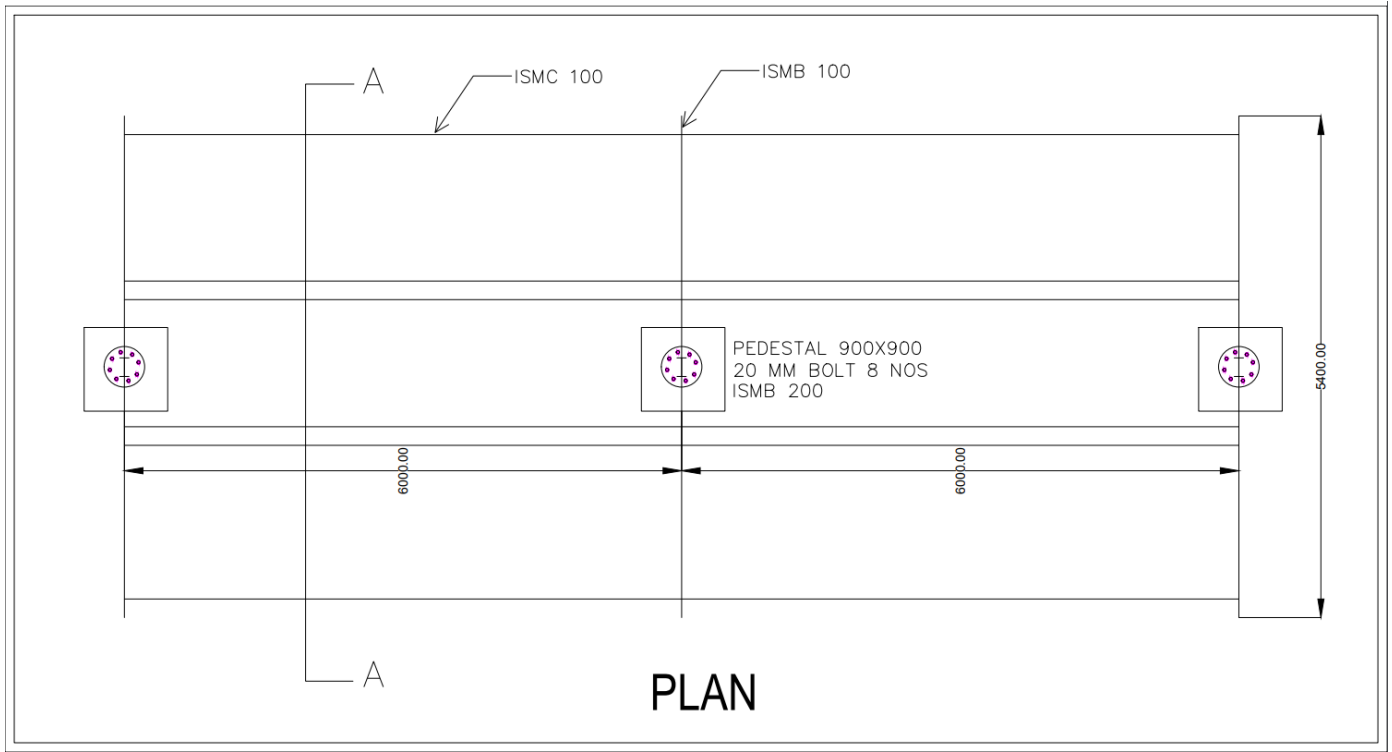 A
ISMC 100
ISMB 100
PEDESTAL 900X900
20 MM BOLT 8 NOS
ISMB 200
5400.00
6000.00
6000.00
A
PLAN